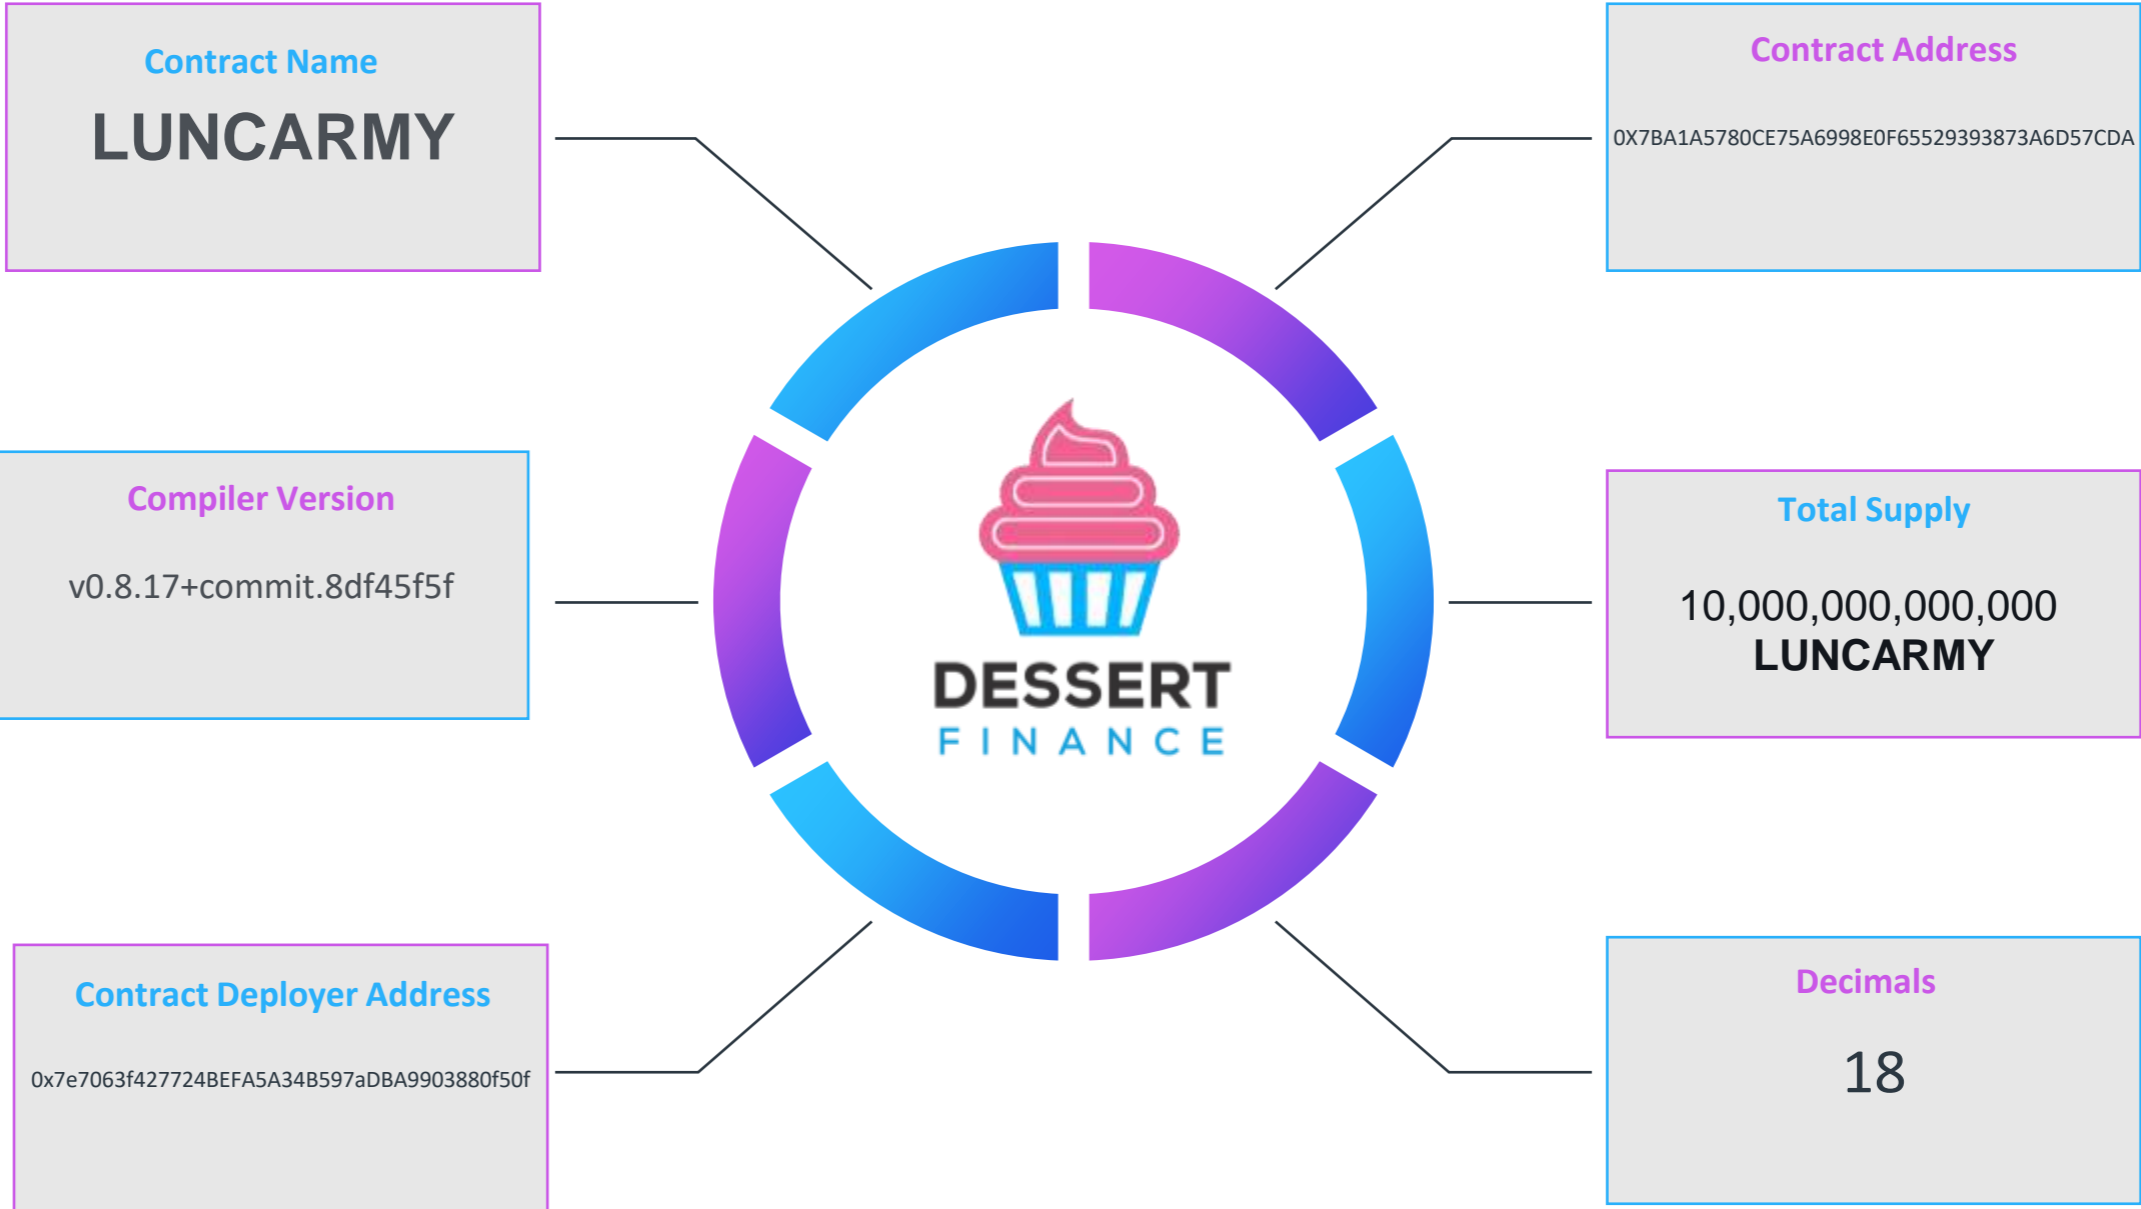 Contract Name
LUNCARMY
Contract Address
0X7BA1A5780CE75A6998E0F65529393873A6D57CDA
Compiler Version
v0.8.17+commit.8df45f5f
DESSERT
FINANCE
Total Supply
10,000,000,000,000
LUNCARMY
Contract Deployer Address
0x7e7063f427724BEFA5A34B597aDBA9903880f50f
Decimals
18